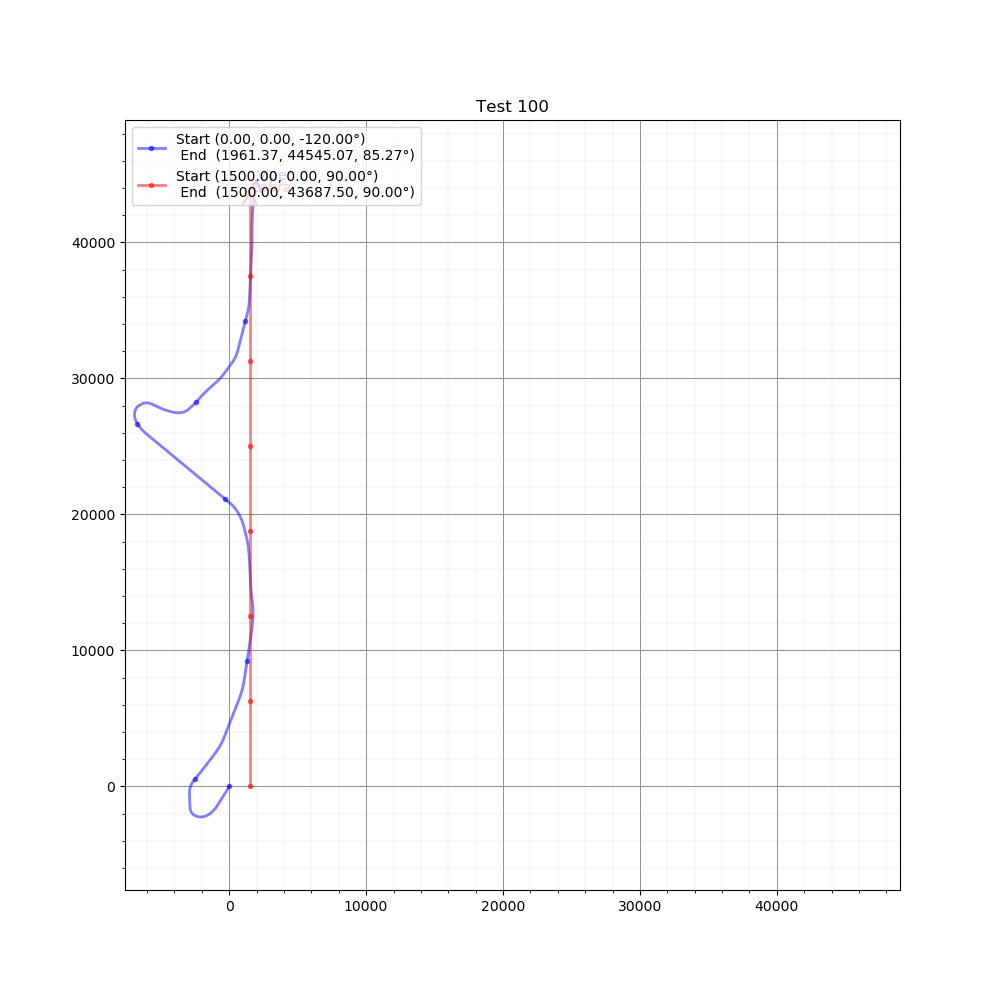 Test 100
Start (0.00, 0.00, -120.00°)
End (1961.37, 44545.07, 85.27°)
Start (1500.00, 0.00, 90.00°)
End (1500.00, 43687.50, 90.00°)
40000
30000
20000
10000
0
0 10000 20000 30000 40000